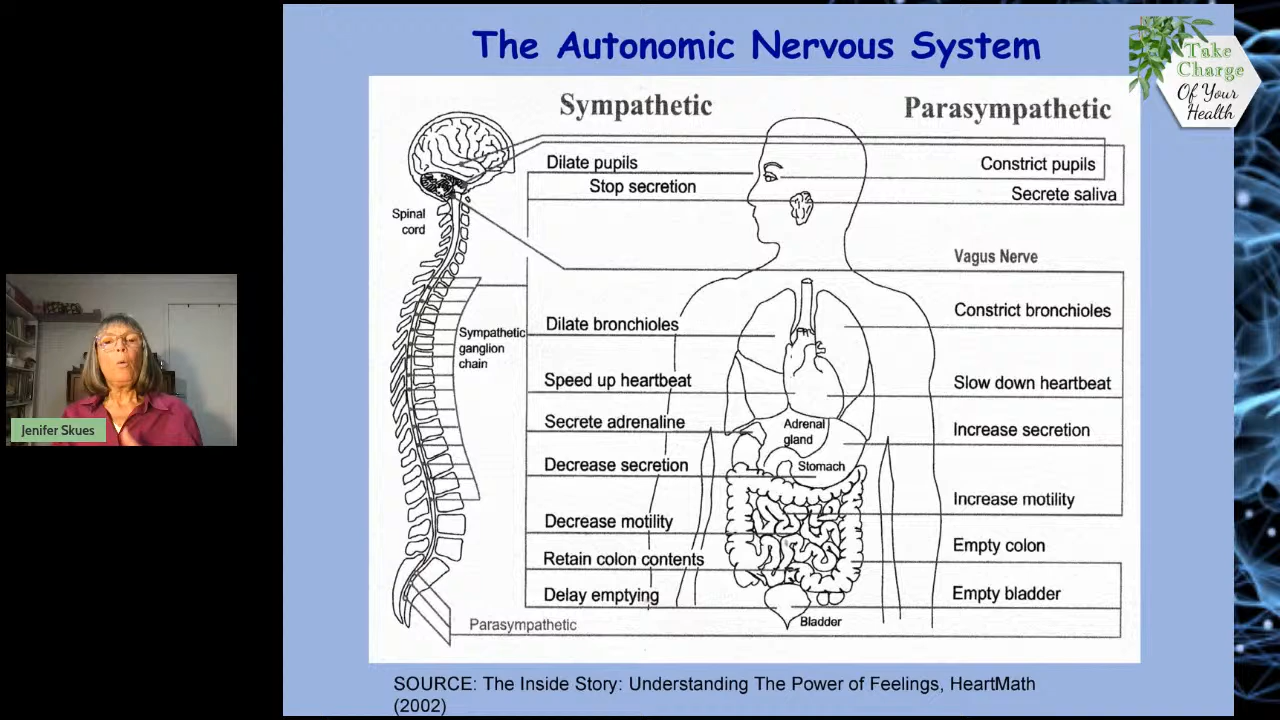 The Autonomic Nervous System
Take
Charge
Of Your
Health
Sympathetic
Parasympathetic
Dilate pupils
Constrict pupils
Stop secretion
Secrete saliva
Spinal
cord
Vagus Nerve
Sympathetic
ganglion
chain
Dilate bronchioles
Constrict bronchioles
Speed up heartbeat
Slow down heartbeat
Secrete adrenaline
Adrenal
gland
Increase secretion
Decrease secretion
Stomach
Increase motility
Decrease motility
Empty colon
Retain colon contents
Delay emptying
Empty bladder
Parasympathetic
Bladder
Jenifer Skues
SOURCE: The Inside Story: Understanding The Power of Feelings, HeartMath
(2002)